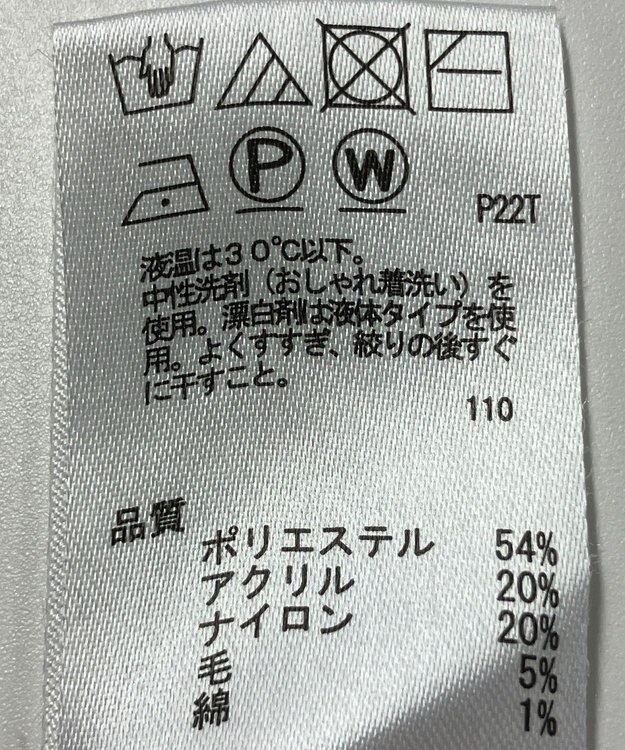 P W P22T
液温は30℃以下。
中性洗剤（おしゃれ着洗い）を
使用。漂白剤は液体タイプを使
用。よくすすぎ、絞りの後すぐ
に干すこと。
110
品質
ポリエステル 54%
アクリル 20%
ナイロン 20%
毛 5%
綿 1%